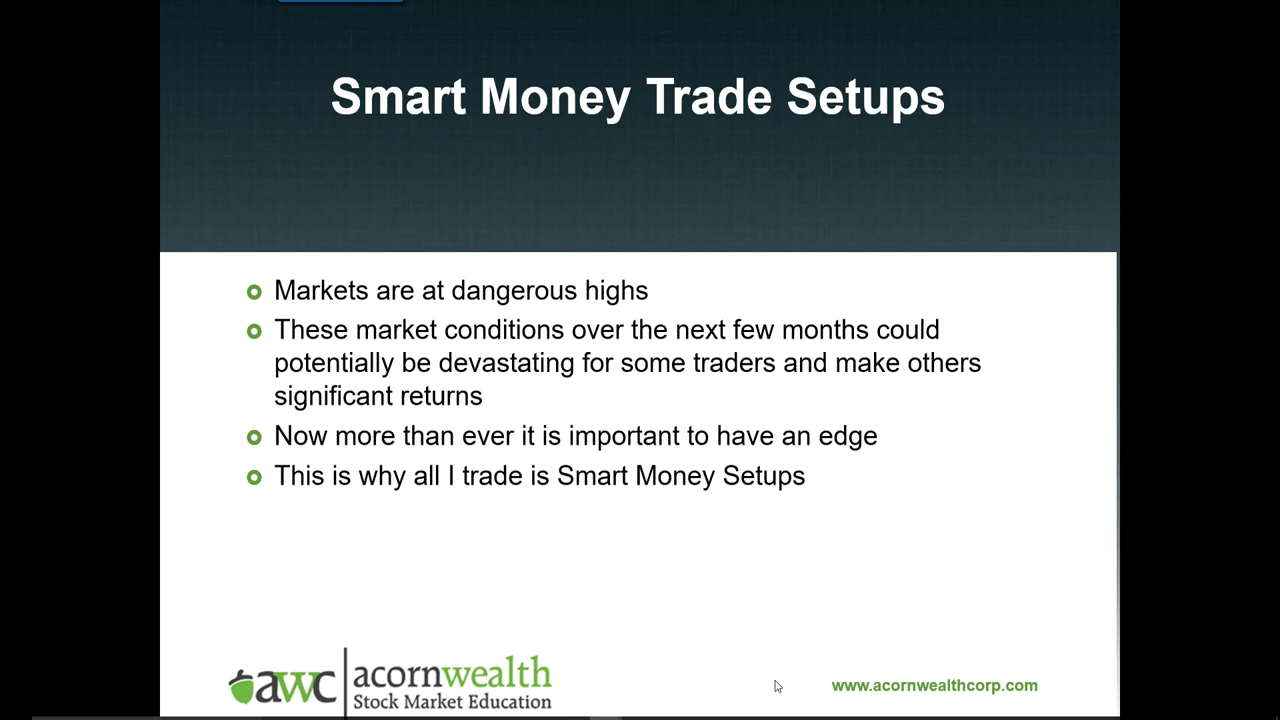 Smart Money Trade Setups
Markets are at dangerous highs
These market conditions over the next few months could
potentially be devastating for some traders and make others
significant returns
Now more than ever it is important to have an edge
This is why all I trade is Smart Money Setups
awc acornwealth
Stock Market Education
www.acornwealthcorp.com